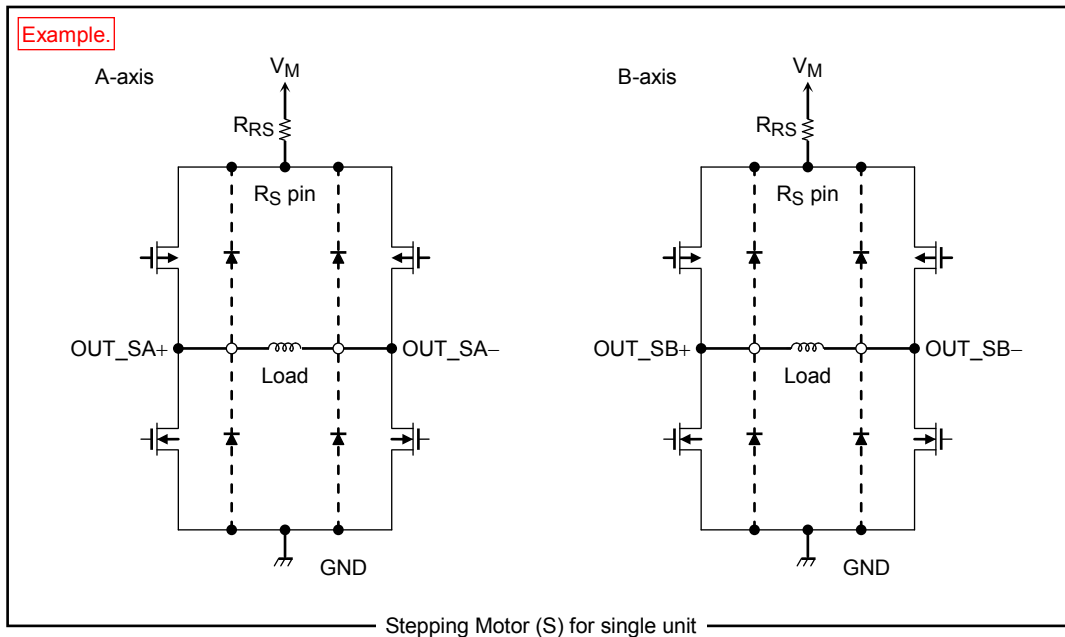 Example.
A-axis
VM
RRS
RS pin
OUT_SA+
OUT_SA−
Load
GND
B-axis
VM
RRS
RS pin
OUT_SB+
OUT_SB−
Load
GND
Stepping Motor (S) for single unit